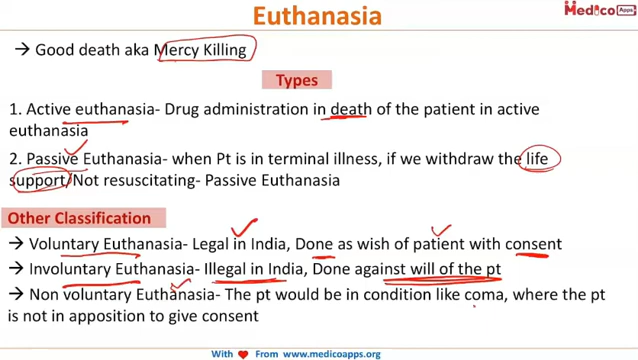 Euthanasia
MedicoApps
→ Good death aka Mercy Killing
Types
1. Active euthanasia- Drug administration in death of the patient in active
euthanasia
2. Passive Euthanasia- when Pt is in terminal illness, if we withdraw the life
support/Not resuscitating- Passive Euthanasia
Other Classification
→ Voluntary Euthanasia- Legal in India, Done as wish of patient with consent
→ Involuntary Euthanasia- Illegal in India, Done against will of the pt
→ Non voluntary Euthanasia- The pt would be in condition like coma, where the pt
is not in apposition to give consent
With ♥ From www.medicoapps.org